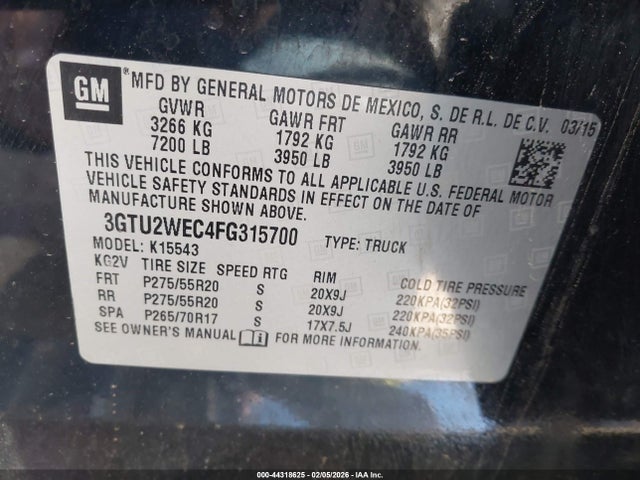 GM ® MFD BY GENERAL MOTORS DE MEXICO, S. DE R.L. DE C.V. 03/15
GVWR GAWR FRT GAWR RR
3266 KG 1792 KG 1792 KG
7200 LB 3950 LB 3950 LB
THIS VEHICLE CONFORMS TO ALL APPLICABLE U.S. FEDERAL MOTOR
VEHICLE SAFETY STANDARDS IN EFFECT ON THE DATE OF
MANUFACTURE SHOWN ABOVE.
3GTU2WEC4FG315700 TYPE: TRUCK
MODEL: K15543
KG2V TIRE SIZE SPEED RTG RIM COLD TIRE PRESSURE
FRT P275/55R20 S 20X9J 220KPA(32PSI)
RR P275/55R20 S 20X9J 220KPA(32PSI)
SPA P265/70R17 S 17X7.5J 240KPA(35PSI)
SEE OWNER'S MANUAL FOR MORE INFORMATION.
000-44318625 - 02/05/2026 - IAA Inc.